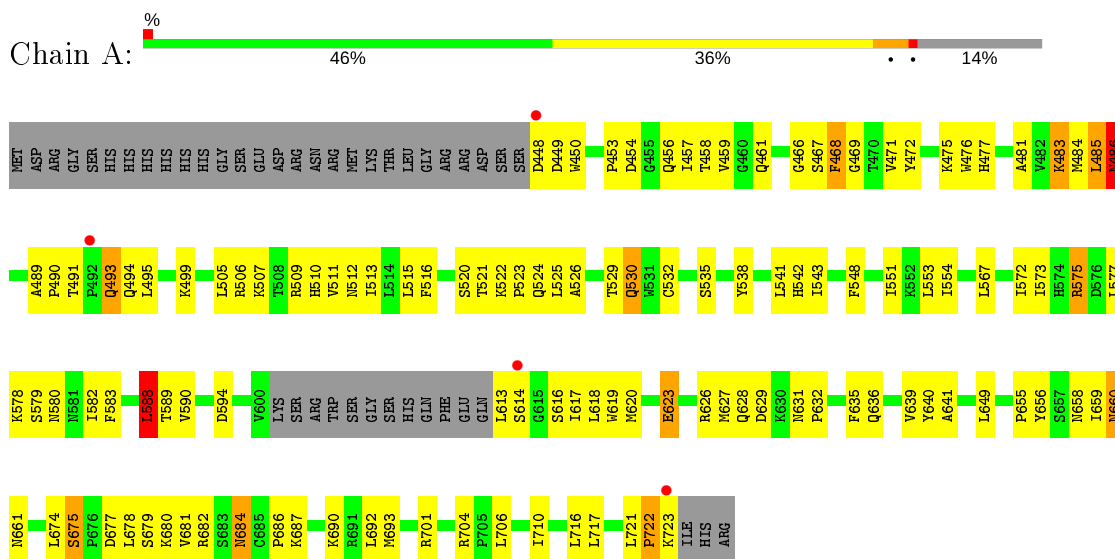 %
Chain A: 46% 36% • • 14%
MET ASP ARG GLY SER HIS HIS HIS HIS HIS HIS GLY SER GLU ASP ARG ASN ARG MET LYS THR LEU GLY ARG ARG ASP SER SER D448 D449 W450 P453 D454 G455 Q456 I457 T458 V459 G460 Q461 G466 S467 F468 G469 T470 V471 Y472 K475 W476 H477 A481 V482 K483 M484 L485 N486
A489 P490 T491 P492 Q493 Q494 L495 K499 L505 R506 K507 T508 R509 H510 V511 N512 I513 L514 L515 F516 S520 T521 K522 P523 Q524 L525 A526 T529 Q530 W531 C532 S535 Y538 L541 H542 I543 F548 I551 K552 L553 I554 L567 I572 I573 H574 R575 D576 L577
K578 S579 N580 N581 I582 F583 L588 T589 V590 D594 V600 LYS SER ARG TRP SER GLY SER HIS GLN PHE GLU GLN L613 S614 G615 S616 I617 L618 W619 M620 E623 R626 M627 Q628 D629 K630 N631 P632 F635 Q636 V639 Y640 A641 L649 P655 Y656 S657 N658 I659 N660
N661 L674 S675 P676 D677 L678 S679 K680 V681 R682 S683 N684 C685 P686 K687 K690 R691 L692 M693 R701 R704 P705 L706 I710 L716 L717 L721 P722 K723 ILE HIS ARG